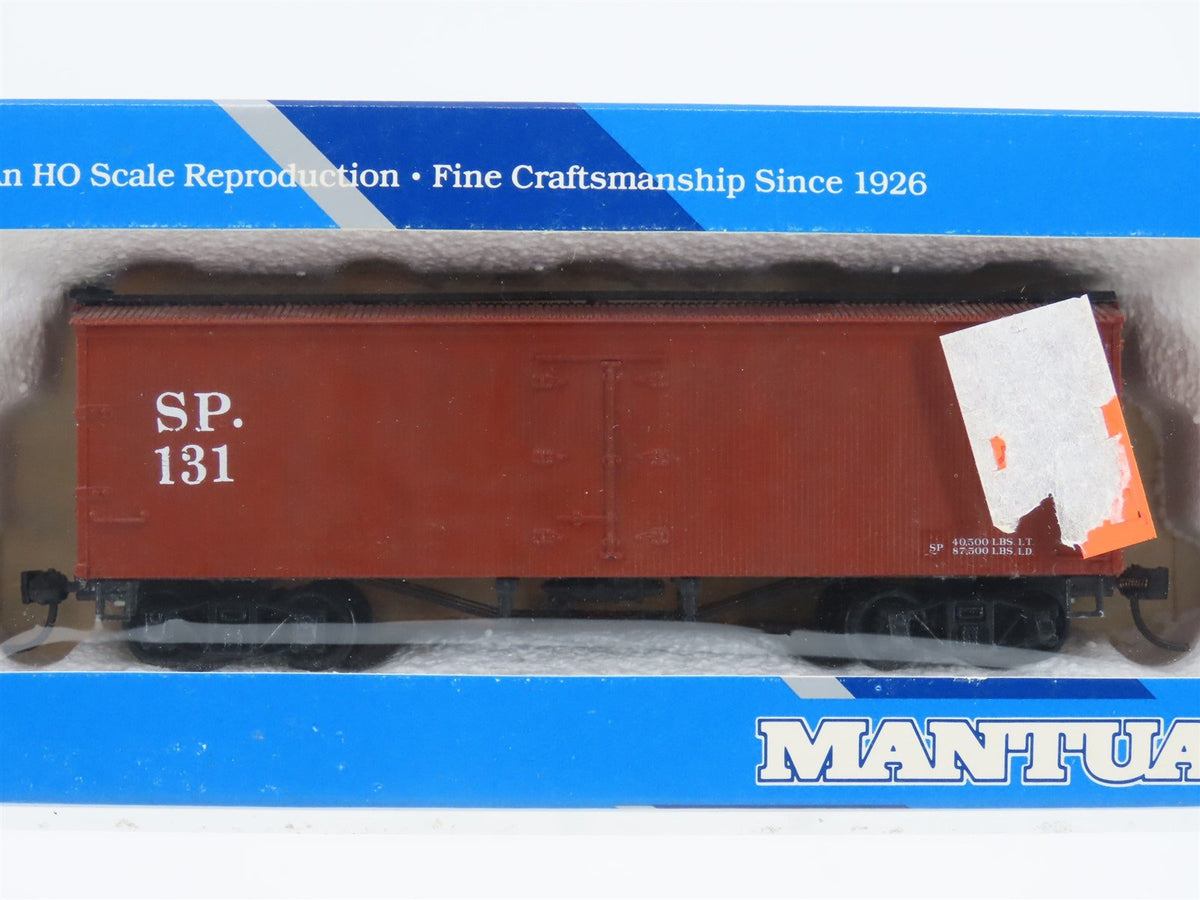 An HO Scale Reproduction • Fine Craftsmanship Since 1926
SP.
131
SP 40,500 LBS. LT.
87,500 LBS. LD.
MANTUA